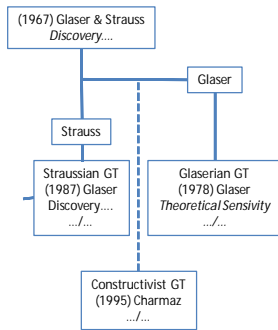 (1967) Glaser & Strauss
Discovery....
Glaser
Strauss
Straussian GT
(1987) Glaser
Discovery....
.../...
Glaserian GT
(1978) Glaser
Theoretical Sensivity
.../...
Constructivist GT
(1995) Charmaz
.../...